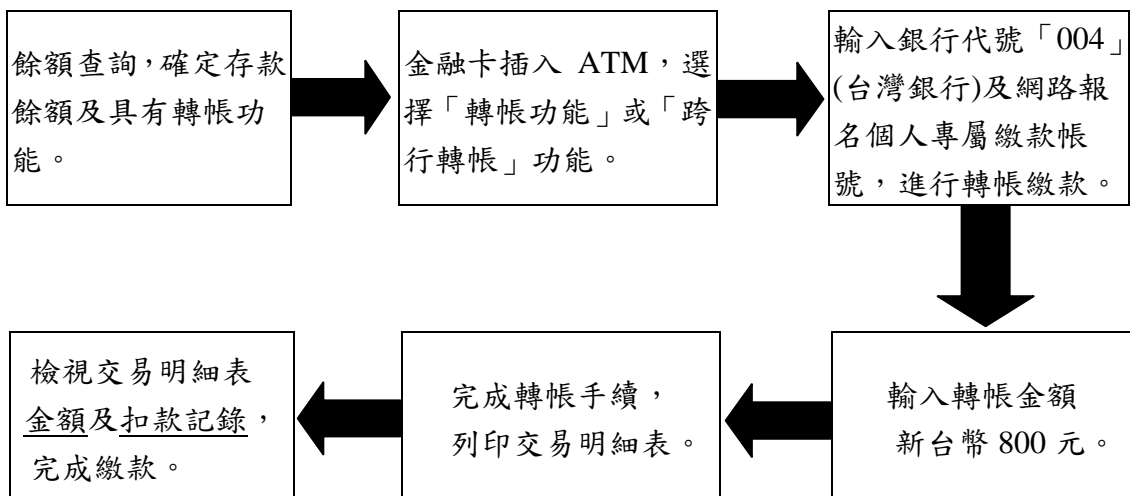 餘額查詢,確定存款
餘額及具有轉帳功
能。
金融卡插入 ATM,選
擇「轉帳功能」或「跨
行轉帳」功能。
輸入銀行代號「004」
(台灣銀行)及網路報
名個人專屬繳款帳
號,進行轉帳繳款。
輸入轉帳金額
新台幣 800 元。
完成轉帳手續,
列印交易明細表。
檢視交易明細表
金額及扣款記錄,
完成繳款。